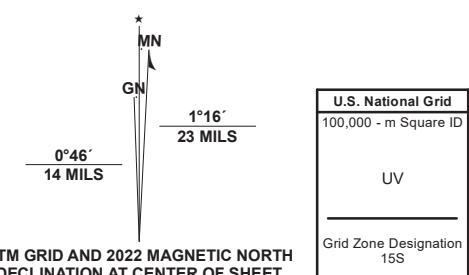 ★
MN
GN
1°16´
23 MILS
0°46´
14 MILS
TM GRID AND 2022 MAGNETIC NORTH
DECLINATION AT CENTER OF SHEET
U.S. National Grid
100,000 - m Square ID
UV
Grid Zone Designation
15S